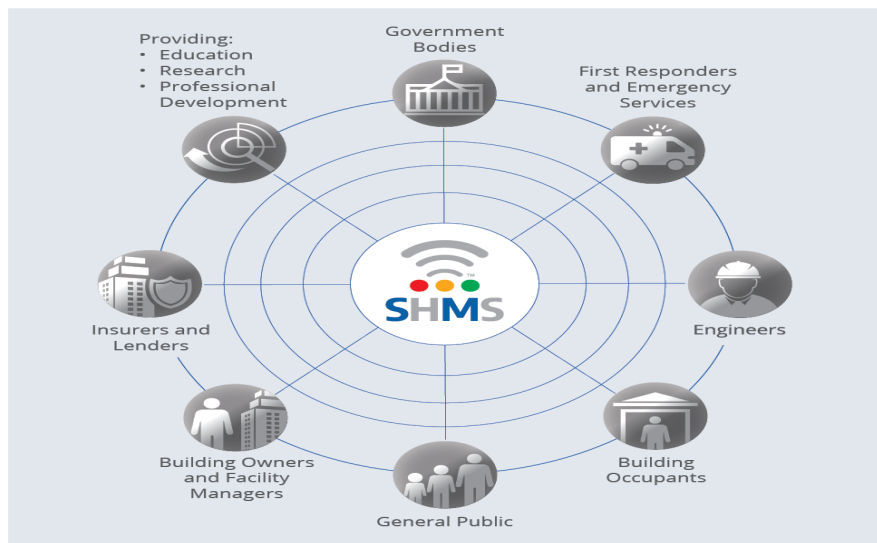 Government
Bodies
Providing:
• Education
• Research
• Professional
Development
First Responders
and Emergency
Services
TM
SHMS
Insurers and
Lenders
Engineers
Building Owners
and Facility
Managers
Building
Occupants
General Public